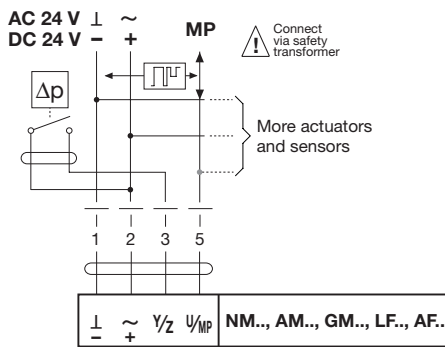 AC 24 V ⊥ ~
DC 24 V − +
MP
Connect
via safety
transformer
Δp
More actuators
and sensors
1 2 3 5
⊥ ~ Y/Z U/MP NM.., AM.., GM.., LF.., AF..
− +